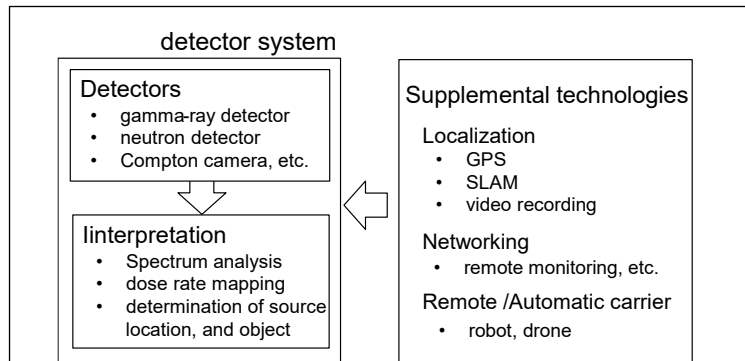 detector system
Detectors
• gamma-ray detector
• neutron detector
• Compton camera, etc.
Iinterpretation
• Spectrum analysis
• dose rate mapping
• determination of source
location, and object
Supplemental technologies
Localization
• GPS
• SLAM
• video recording
Networking
• remote monitoring, etc.
Remote /Automatic carrier
• robot, drone